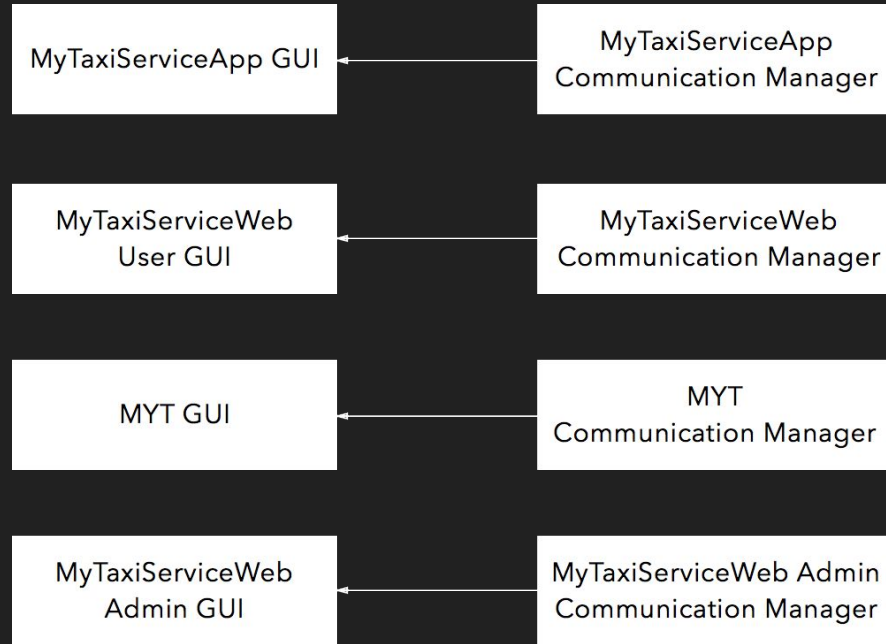 MyTaxiServiceApp GUI
MyTaxiServiceApp
Communication Manager
MyTaxiServiceWeb
User GUI
MyTaxiServiceWeb
Communication Manager
MYT GUI
MYT
Communication Manager
MyTaxiServiceWeb
Admin GUI
MyTaxiServiceWeb Admin
Communication Manager